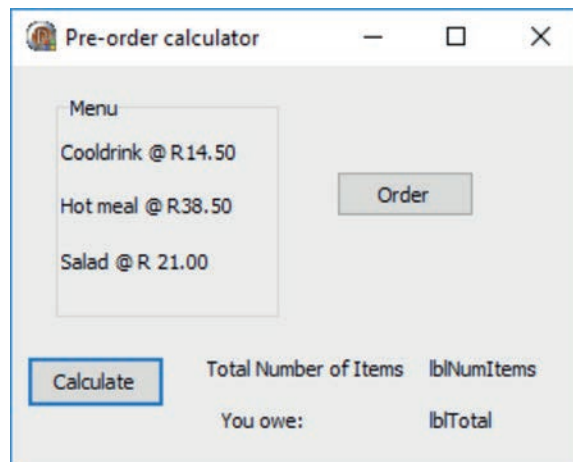 Pre-order calculator
Menu
Cooldrink @ R14.50
Hot meal @ R38.50
Salad @ R 21.00
Order
Calculate
Total Number of Items lblNumItems
You owe: lblTotal